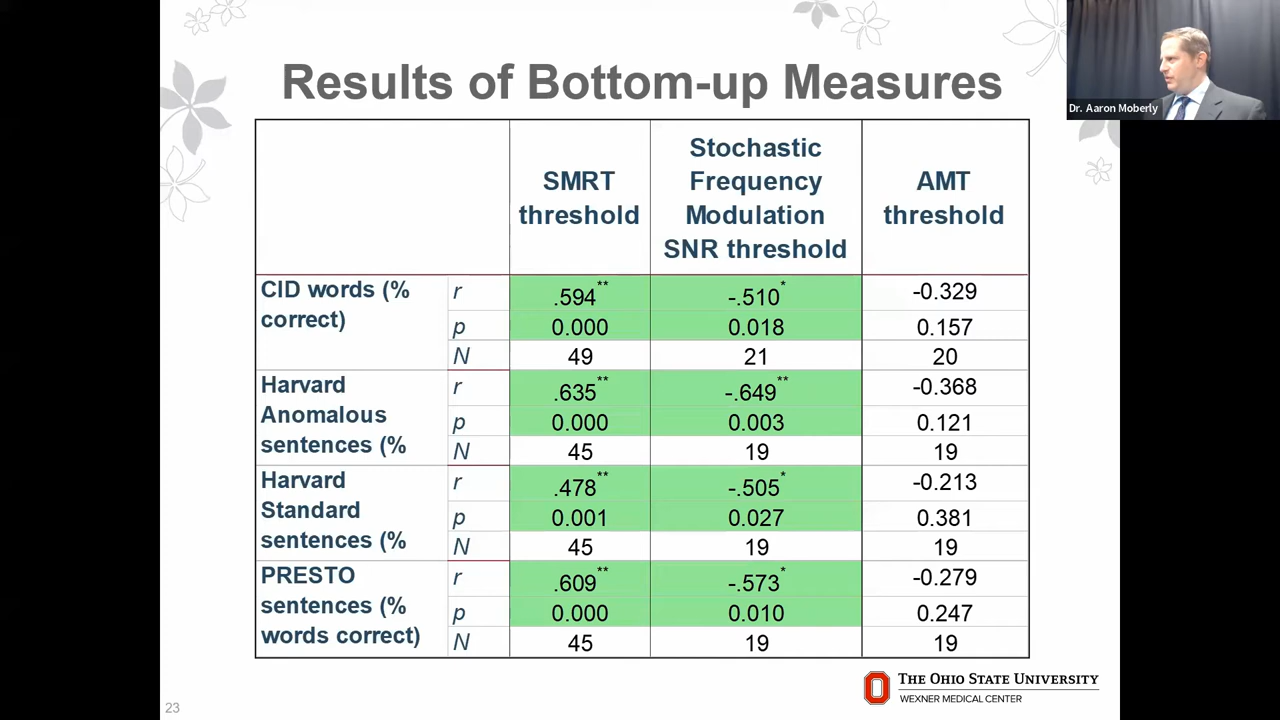 Results of Bottom-up Measures
Dr. Aaron Moberly
SMRT
threshold
Stochastic
Frequency
Modulation
SNR threshold
AMT
threshold
CID words (%
correct)
r .594** -.510* -0.329
p 0.000 0.018 0.157
N 49 21 20
Harvard
Anomalous
sentences (%
r .635** -.649** -0.368
p 0.000 0.003 0.121
N 45 19 19
Harvard
Standard
sentences (%
r .478** -.505* -0.213
p 0.001 0.027 0.381
N 45 19 19
PRESTO
sentences (%
words correct)
r .609** -.573* -0.279
p 0.000 0.010 0.247
N 45 19 19
THE OHIO STATE UNIVERSITY
WEXNER MEDICAL CENTER
23